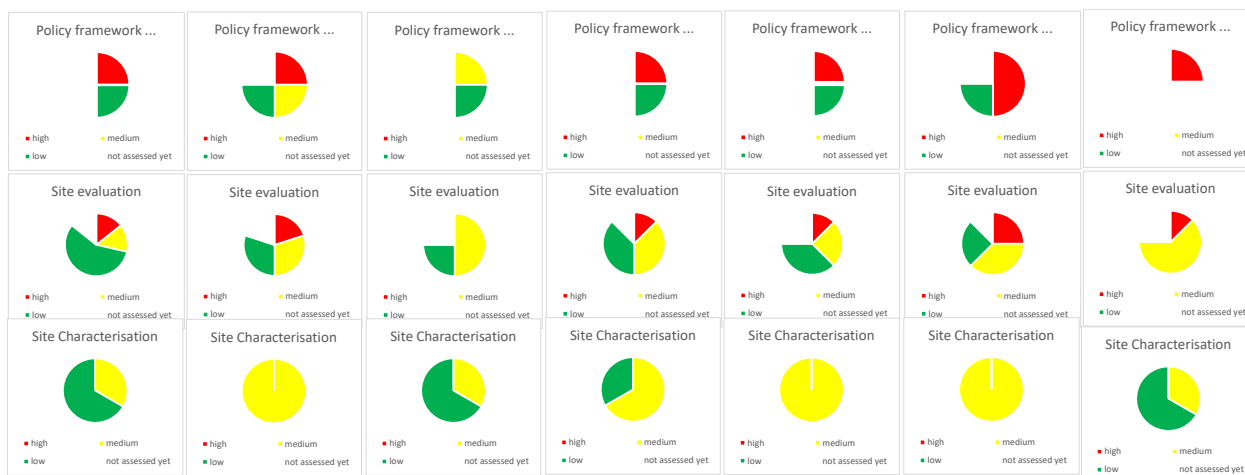 Policy framework ...
high medium
low not assessed yet
Policy framework ...
high medium
low not assessed yet
Policy framework ...
high medium
low not assessed yet
Policy framework ...
high medium
low not assessed yet
Policy framework ...
high medium
low not assessed yet
Policy framework ...
high medium
low not assessed yet
Policy framework ...
high medium
low not assessed yet
Site evaluation
high medium
low not assessed yet
Site evaluation
high medium
low not assessed yet
Site evaluation
high medium
low not assessed yet
Site evaluation
high medium
low not assessed yet
Site evaluation
high medium
low not assessed yet
Site evaluation
high medium
low not assessed yet
Site evaluation
high medium
low not assessed yet
Site Characterisation
high medium
low not assessed yet
Site Characterisation
high medium
low not assessed yet
Site Characterisation
high medium
low not assessed yet
Site Characterisation
high medium
low not assessed yet
Site Characterisation
high medium
low not assessed yet
Site Characterisation
high medium
low not assessed yet
Site Characterisation
high medium
low not assessed yet